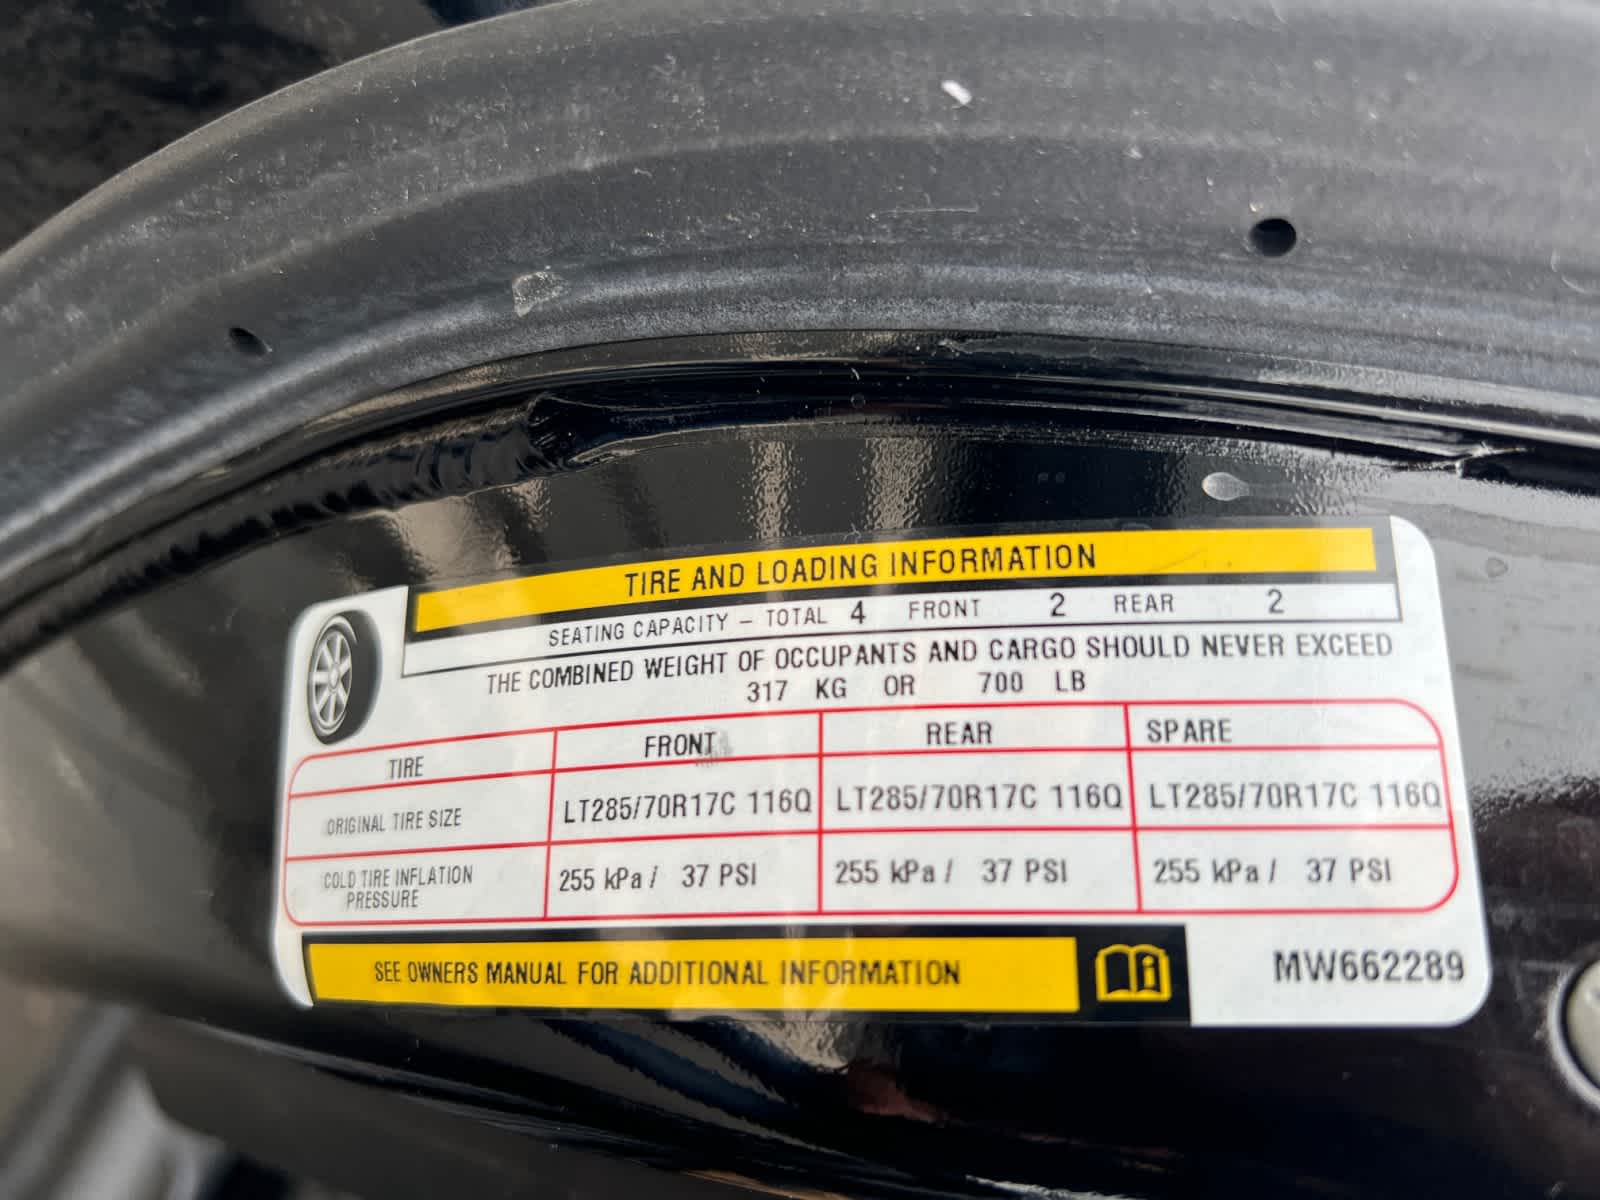 TIRE AND LOADING INFORMATION
SEATING CAPACITY – TOTAL 4 FRONT 2 REAR 2
THE COMBINED WEIGHT OF OCCUPANTS AND CARGO SHOULD NEVER EXCEED
317 KG OR 700 LB
TIRE FRONT REAR SPARE
ORIGINAL TIRE SIZE LT285/70R17C 116Q LT285/70R17C 116Q LT285/70R17C 116Q
COLD TIRE INFLATION
PRESSURE 255 kPa / 37 PSI 255 kPa / 37 PSI 255 kPa / 37 PSI
SEE OWNERS MANUAL FOR ADDITIONAL INFORMATION
MW662289